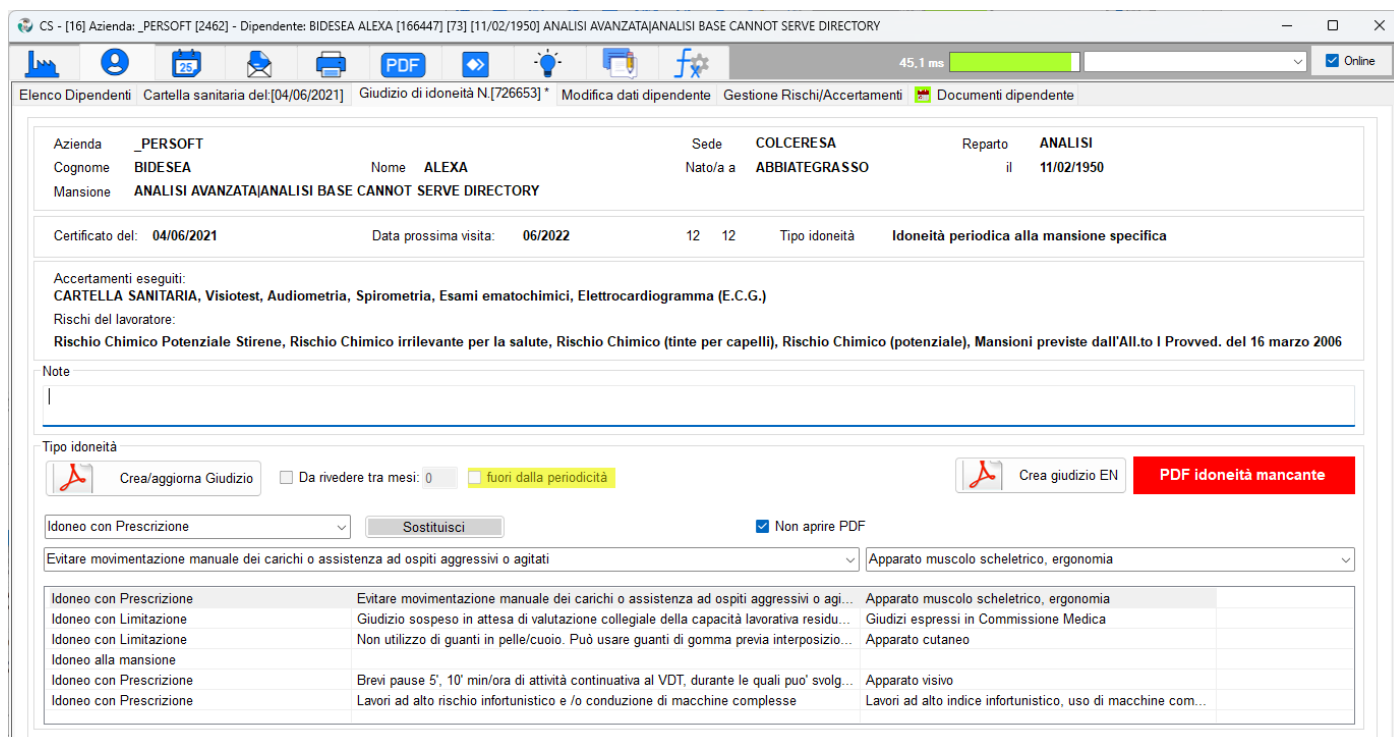 CS - [16] Azienda: _PERSOFT [2462] - Dipendente: BIDESEA ALEXA [166447] [73] [11/02/1950] ANALISI AVANZATA|ANALISI BASE CANNOT SERVE DIRECTORY
25 PDF fx 45,1 ms Online
Elenco Dipendenti Cartella sanitaria del:[04/06/2021] Giudizio di idoneità N.[726653] * Modifica dati dipendente Gestione Rischi/Accertamenti Documenti dipendente
Azienda _PERSOFT Sede COLCERESA Reparto ANALISI
Cognome BIDESEA Nome ALEXA Nato/a a ABBIATEGRASSO il 11/02/1950
Mansione ANALISI AVANZATA|ANALISI BASE CANNOT SERVE DIRECTORY
Certificato del: 04/06/2021 Data prossima visita: 06/2022 12 12 Tipo idoneità Idoneità periodica alla mansione specifica
Accertamenti eseguiti:
CARTELLA SANITARIA, Visiotest, Audiometria, Spirometria, Esami ematochimici, Elettrocardiogramma (E.C.G.)
Rischi del lavoratore:
Rischio Chimico Potenziale Stirene, Rischio Chimico irrilevante per la salute, Rischio Chimico (tinte per capelli), Rischio Chimico (potenziale), Mansioni previste dall'All.to I Provved. del 16 marzo 2006
Note
Tipo idoneità
Crea/aggiorna Giudizio Da rivedere tra mesi: 0 fuori dalla periodicità Crea giudizio EN PDF idoneità mancante
Idoneo con Prescrizione Sostituisci Non aprire PDF
Evitare movimentazione manuale dei carichi o assistenza ad ospiti aggressivi o agitati Apparato muscolo scheletrico, ergonomia
Idoneo con Prescrizione Evitare movimentazione manuale dei carichi o assistenza ad ospiti aggressivi o agi... Apparato muscolo scheletrico, ergonomia
Idoneo con Limitazione Giudizio sospeso in attesa di valutazione collegiale della capacità lavorativa residu... Giudizi espressi in Commissione Medica
Idoneo con Limitazione Non utilizzo di guanti in pelle/cuoio. Può usare guanti di gomma previa interposizio... Apparato cutaneo
Idoneo alla mansione
Idoneo con Prescrizione Brevi pause 5', 10' min/ora di attività continuativa al VDT, durante le quali puo' svolg... Apparato visivo
Idoneo con Prescrizione Lavori ad alto rischio infortunistico e /o conduzione di macchine complesse Lavori ad alto indice infortunistico, uso di macchine com...